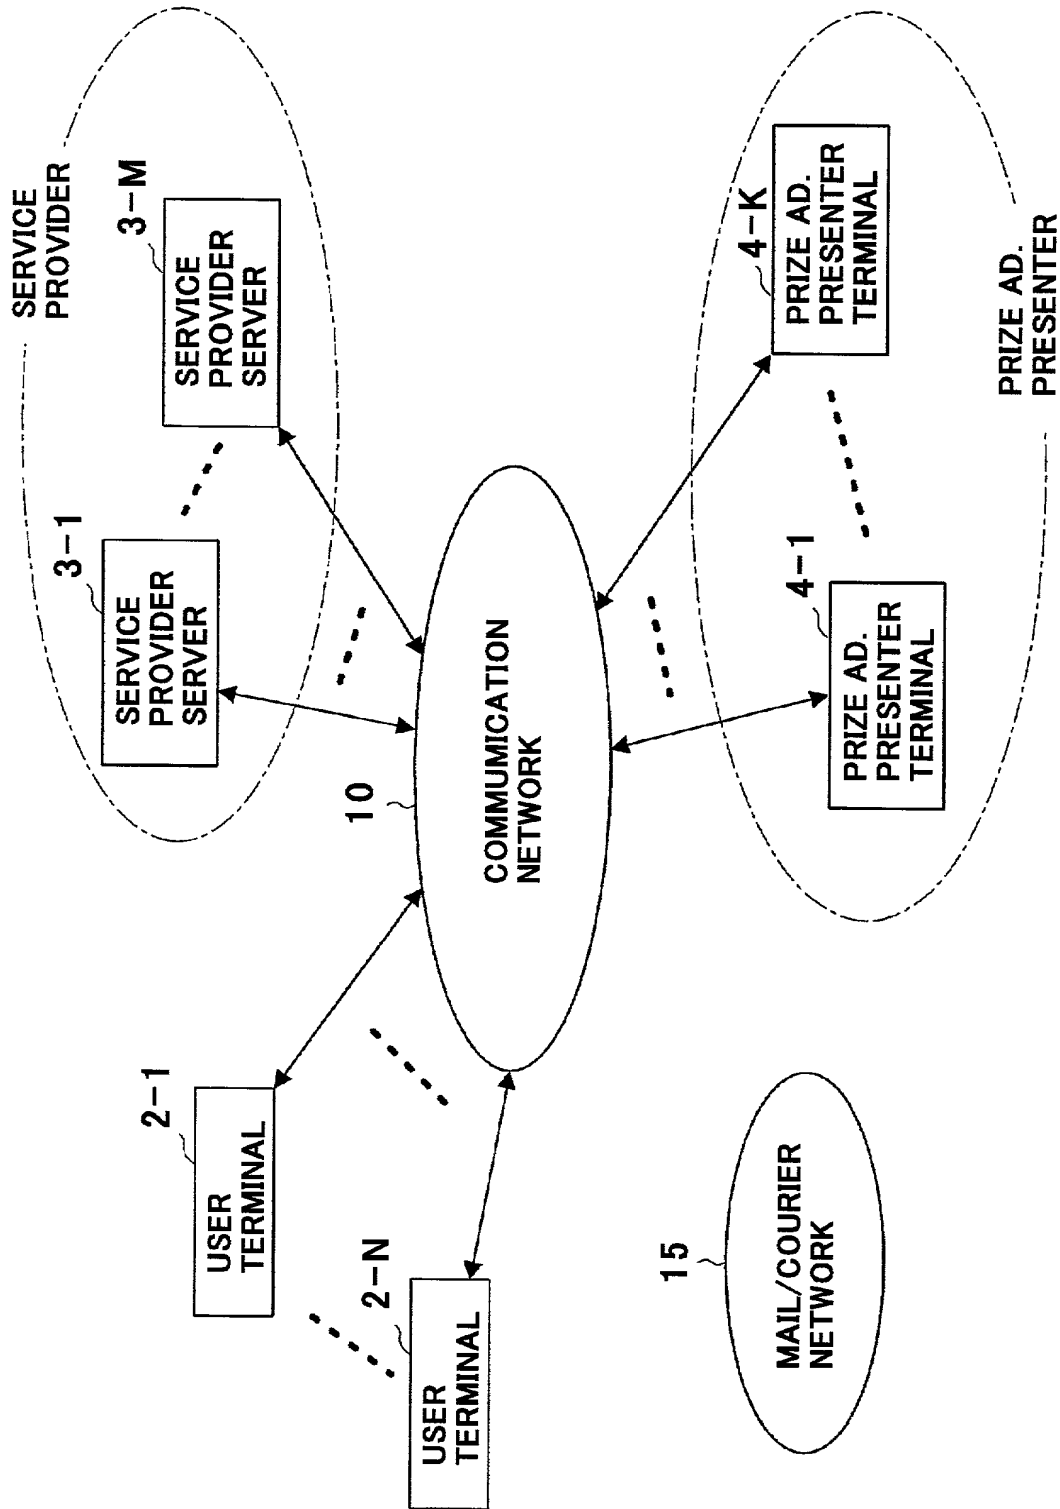 SERVICE
PROVIDER
3-1
SERVICE
PROVIDER
SERVER
3-M
SERVICE
PROVIDER
SERVER
2-1
USER
TERMINAL
2-N
USER
TERMINAL
10
COMMUMICATION
NETWORK
15
MAIL/COURIER
NETWORK
4-1
PRIZE AD.
PRESENTER
TERMINAL
4-K
PRIZE AD.
PRESENTER
TERMINAL
PRIZE AD.
PRESENTER